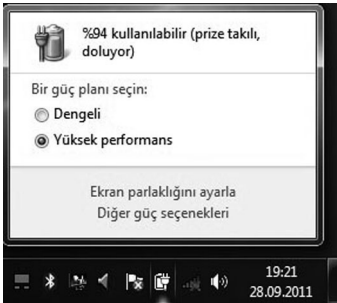 %94 kullanılabilir (prize takılı,
doluyor)
Bir güç planı seçin:
Dengeli
Yüksek performans
Ekran parlaklığını ayarla
Diğer güç seçenekleri
19:21
28.09.2011